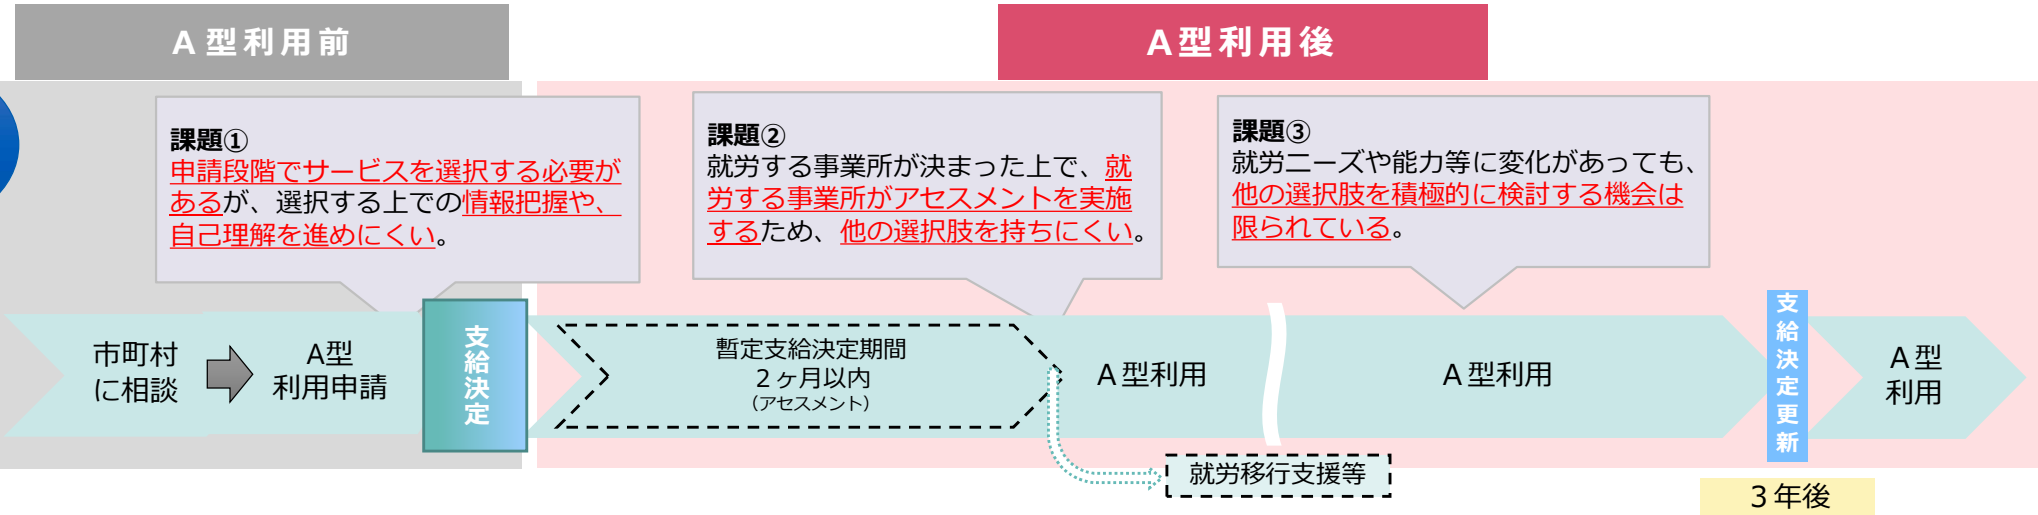 A型利用前
A型利用後
課題①
申請段階でサービスを選択する必要が
あるが、選択する上での情報把握や、
自己理解を進めにくい。
課題②
就労する事業所が決まった上で、就
労する事業所がアセスメントを実施
するため、他の選択肢を持ちにくい。
課題③
就労ニーズや能力等に変化があっても、
他の選択肢を積極的に検討する機会は
限られている。
市町村
に相談
A型
利用申請
支給決定
暫定支給決定期間
２ヶ月以内
（アセスメント）
A型利用
A型利用
支給決定更新
A型
利用
就労移行支援等
３年後